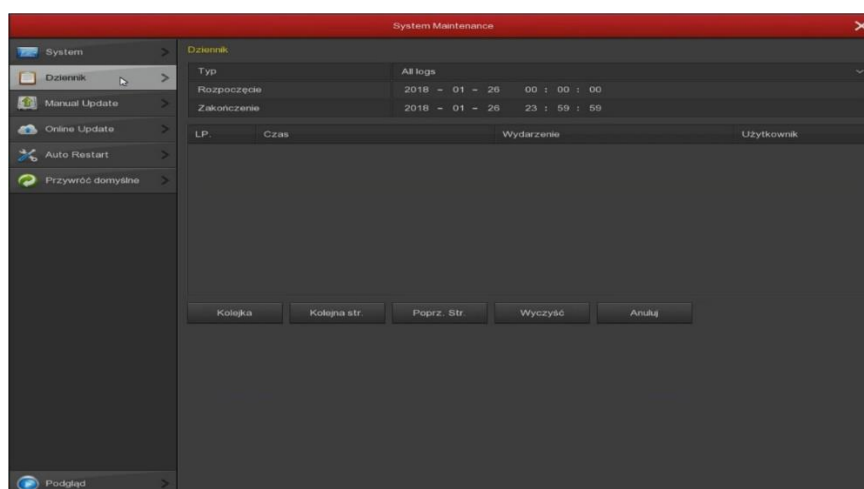 System Maintenance
System
Dziennik
Manual Update
Online Update
Auto Restart
Przywróć domyślne
Podgląd
Dziennik
Typ All logs
Rozpoczęcie 2018 - 01 - 26 00 : 00 : 00
Zakończenie 2018 - 01 - 26 23 : 59 : 59
LP. Czas Wydarzenie Użytkownik
Kolejka Kolejna str. Poprz. Str. Wyczyść Anuluj